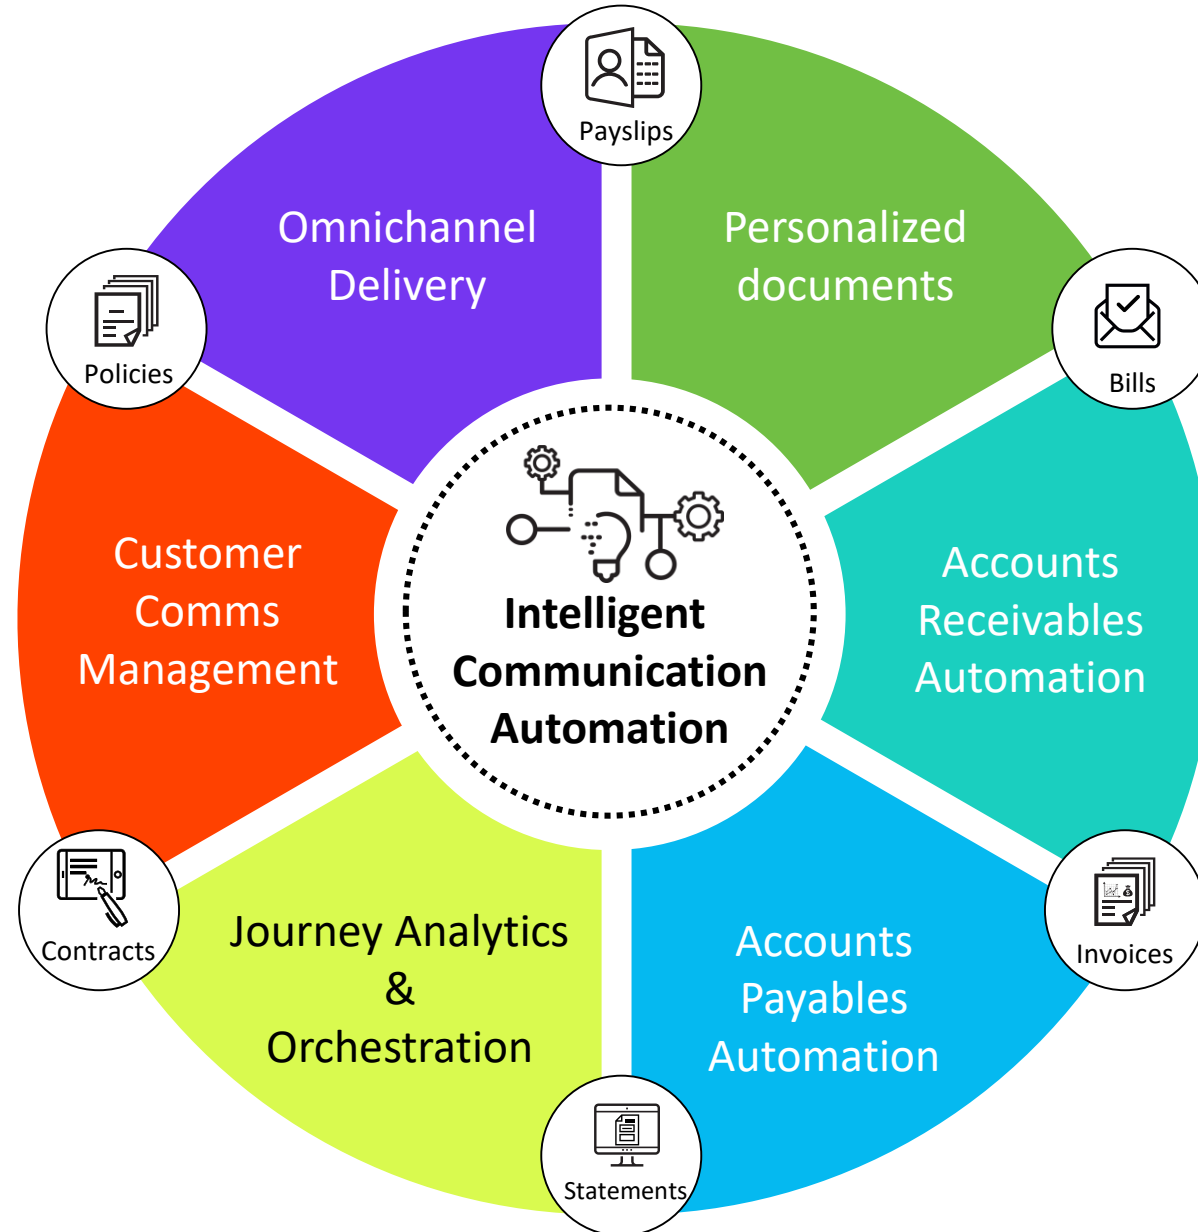 Payslips
Omnichannel
Delivery
Personalized
documents
Policies
Bills
Customer
Comms
Management
Intelligent
Communication
Automation
Accounts
Receivables
Automation
Contracts
Journey Analytics
&
Orchestration
Accounts
Payables
Automation
Invoices
Statements